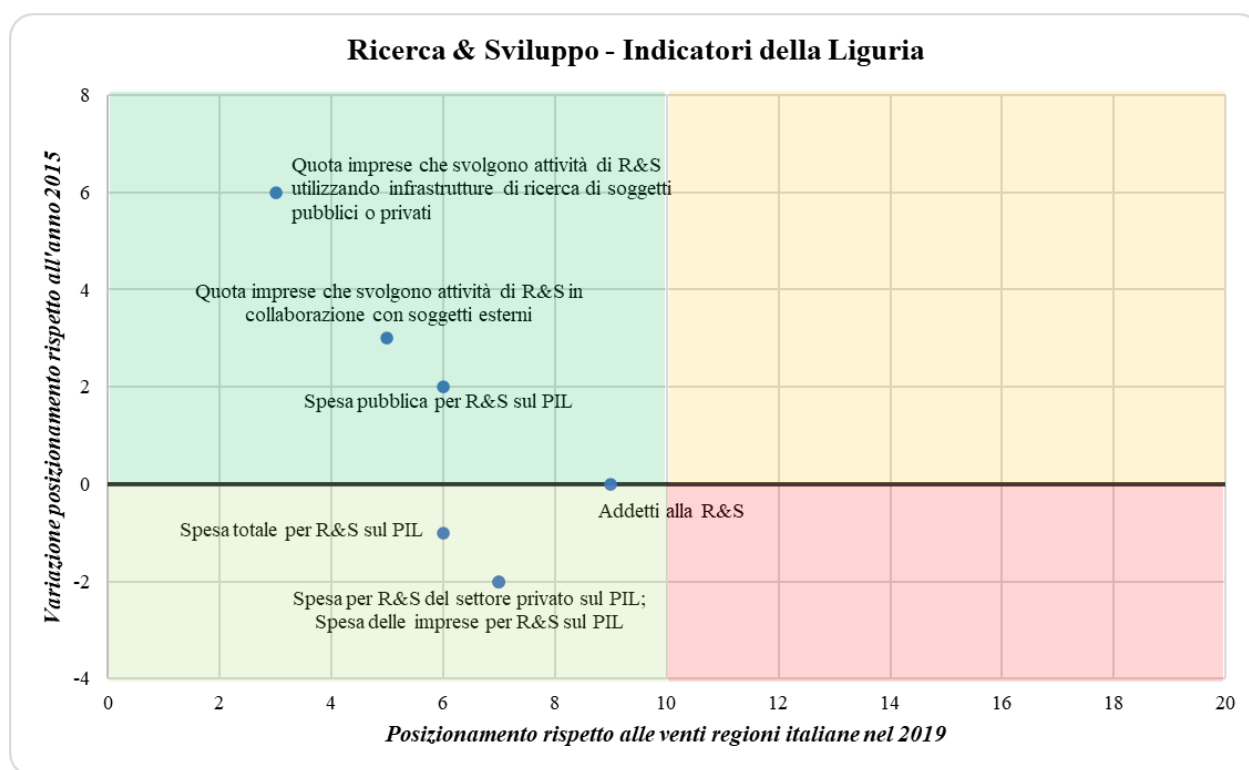 Ricerca & Sviluppo - Indicatori della Liguria
Variazione posizionamento rispetto all'anno 2015
8
6
4
2
0
-2
-4
Quota imprese che svolgono attività di R&S
utilizzando infrastrutture di ricerca di soggetti
pubblici o privati
Quota imprese che svolgono attività di R&S in
collaborazione con soggetti esterni
Spesa pubblica per R&S sul PIL
Addetti alla R&S
Spesa totale per R&S sul PIL
Spesa per R&S del settore privato sul PIL;
Spesa delle imprese per R&S sul PIL
0 2 4 6 8 10 12 14 16 18 20
Posizionamento rispetto alle venti regioni italiane nel 2019